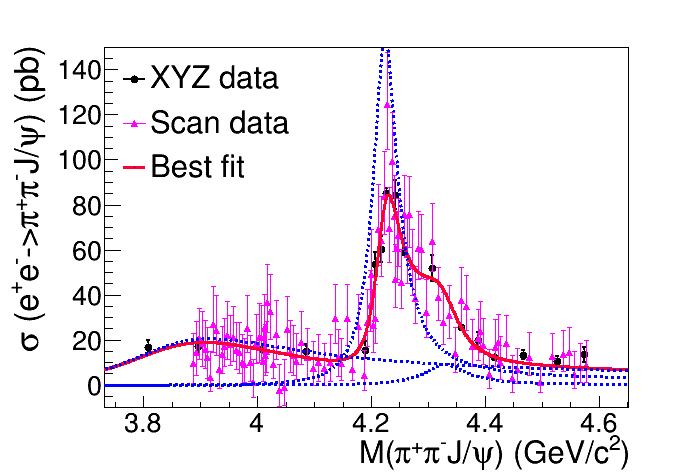 σ (e⁺e⁻->π⁺π⁻J/ψ) (pb)
140
120
100
80
60
40
20
0
XYZ data
Scan data
Best fit
3.8 4 4.2 4.4 4.6
M(π⁺π⁻J/ψ) (GeV/c²)